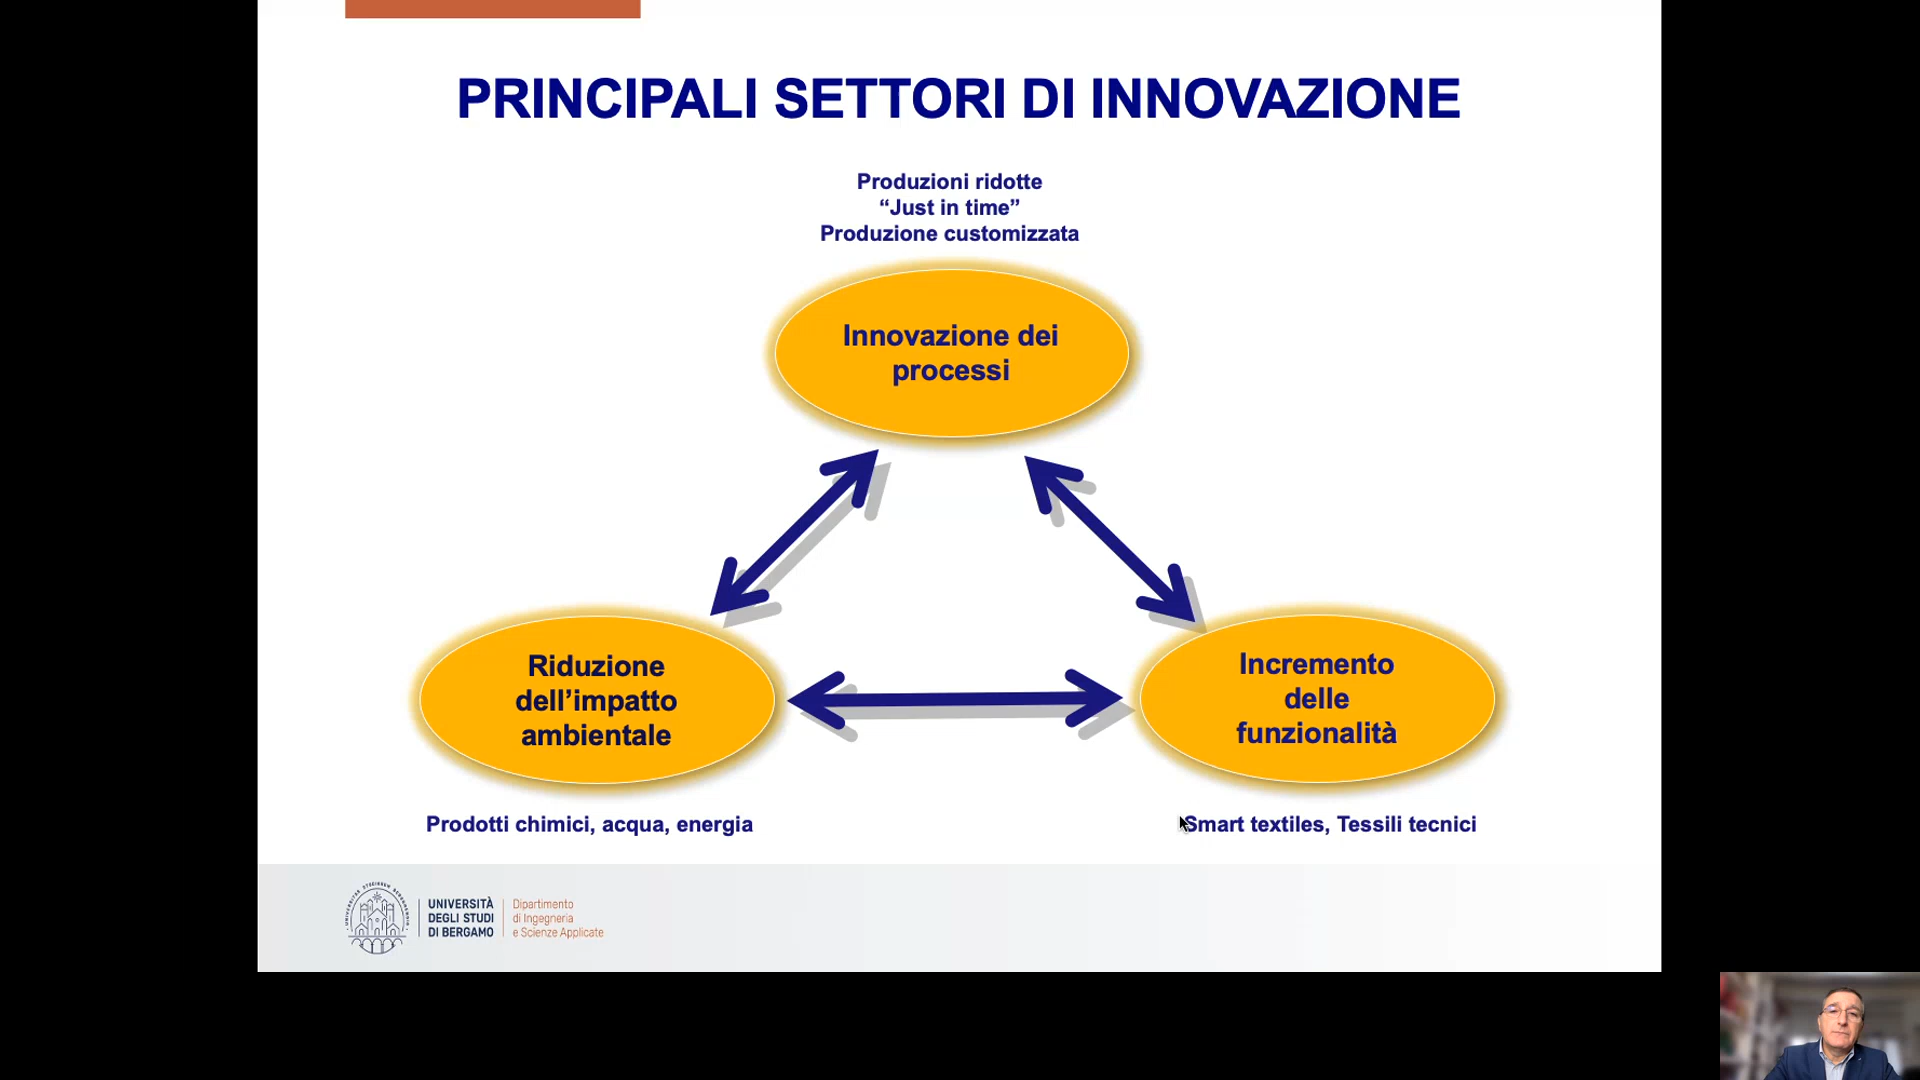 PRINCIPALI SETTORI DI INNOVAZIONE
Produzioni ridotte
“Just in time”
Produzione customizzata
Innovazione dei
processi
Riduzione
dell’impatto
ambientale
Incremento
delle
funzionalità
Prodotti chimici, acqua, energia
Smart textiles, Tessili tecnici
UNIVERSITÀ
DEGLI STUDI
DI BERGAMO
Dipartimento
di Ingegneria
e Scienze Applicate